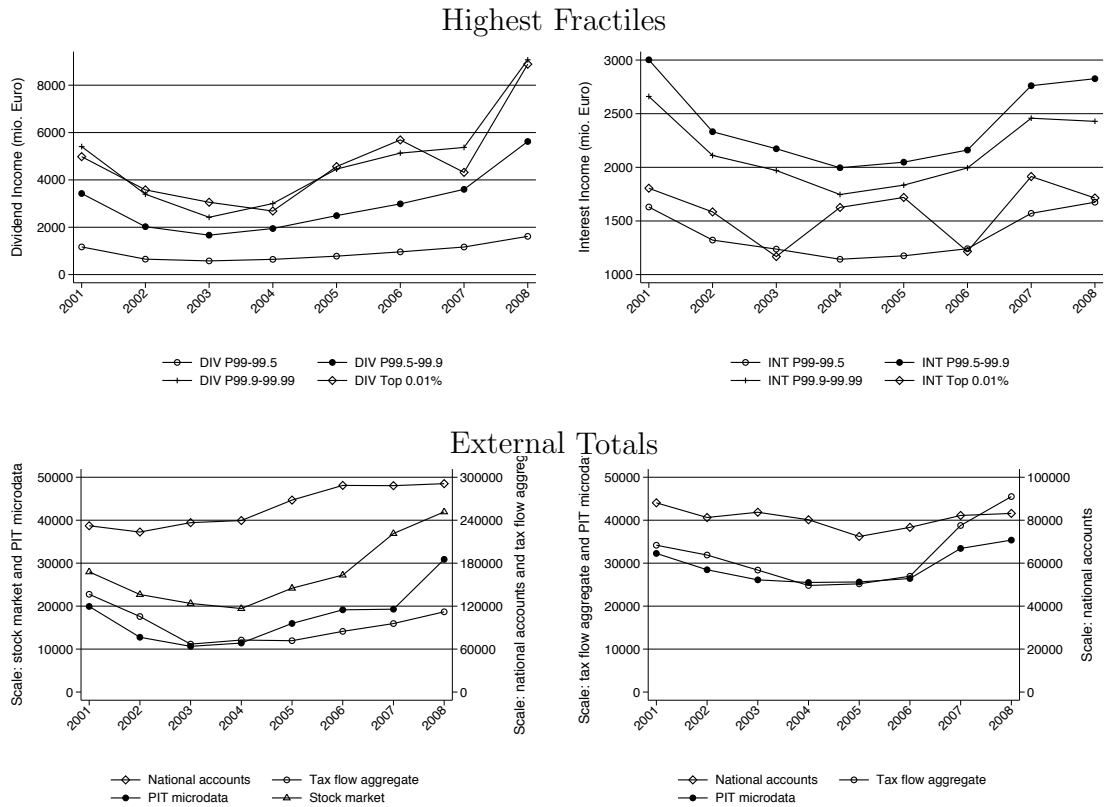 Highest Fractiles
Dividend Income (mio. Euro)
8000
6000
4000
2000
0
2001 2002 2003 2004 2005 2006 2007 2008
DIV P99-99.5 DIV P99.5-99.9
DIV P99.9-99.99 DIV Top 0.01%
Interest Income (mio. Euro)
3000
2500
2000
1500
1000
2001 2002 2003 2004 2005 2006 2007 2008
INT P99-99.5 INT P99.5-99.9
INT P99.9-99.99 INT Top 0.01%
External Totals
Scale: stock market and PIT microdata
50000
40000
30000
20000
10000
0
300000
240000
180000
120000
60000
0
Scale: national accounts and tax flow aggreg
2001 2002 2003 2004 2005 2006 2007 2008
National accounts Tax flow aggregate
PIT microdata Stock market
Scale: tax flow aggregate and PIT microda
50000
40000
30000
20000
10000
0
100000
80000
60000
40000
20000
0
Scale: national accounts
2001 2002 2003 2004 2005 2006 2007 2008
National accounts Tax flow aggregate
PIT microdata